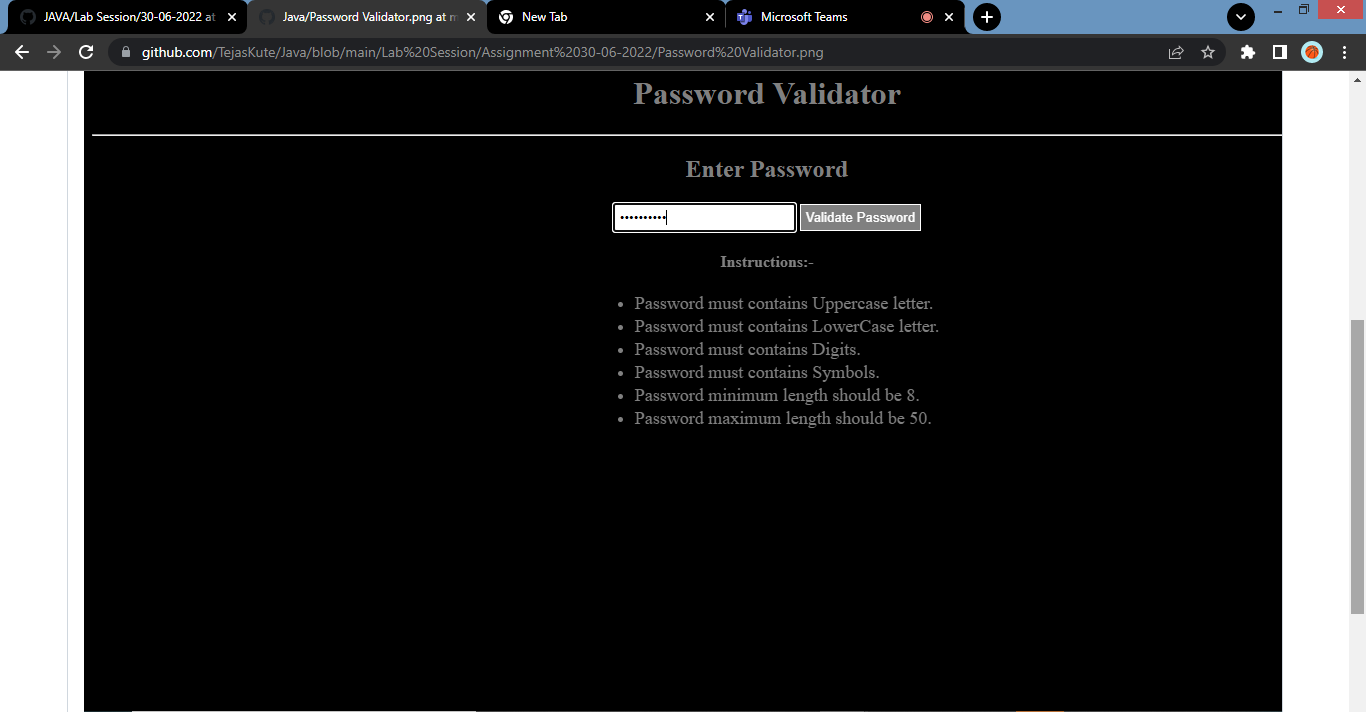 JAVA/Lab Session/30-06-2022 at
Java/Password Validator.png at m
New Tab
Microsoft Teams
github.com/TejasKute/Java/blob/main/Lab%20Session/Assignment%2030-06-2022/Password%20Validator.png
Password Validator
Enter Password
•••••••••• Validate Password
Instructions:-
• Password must contains Uppercase letter.
• Password must contains LowerCase letter.
• Password must contains Digits.
• Password must contains Symbols.
• Password minimum length should be 8.
• Password maximum length should be 50.